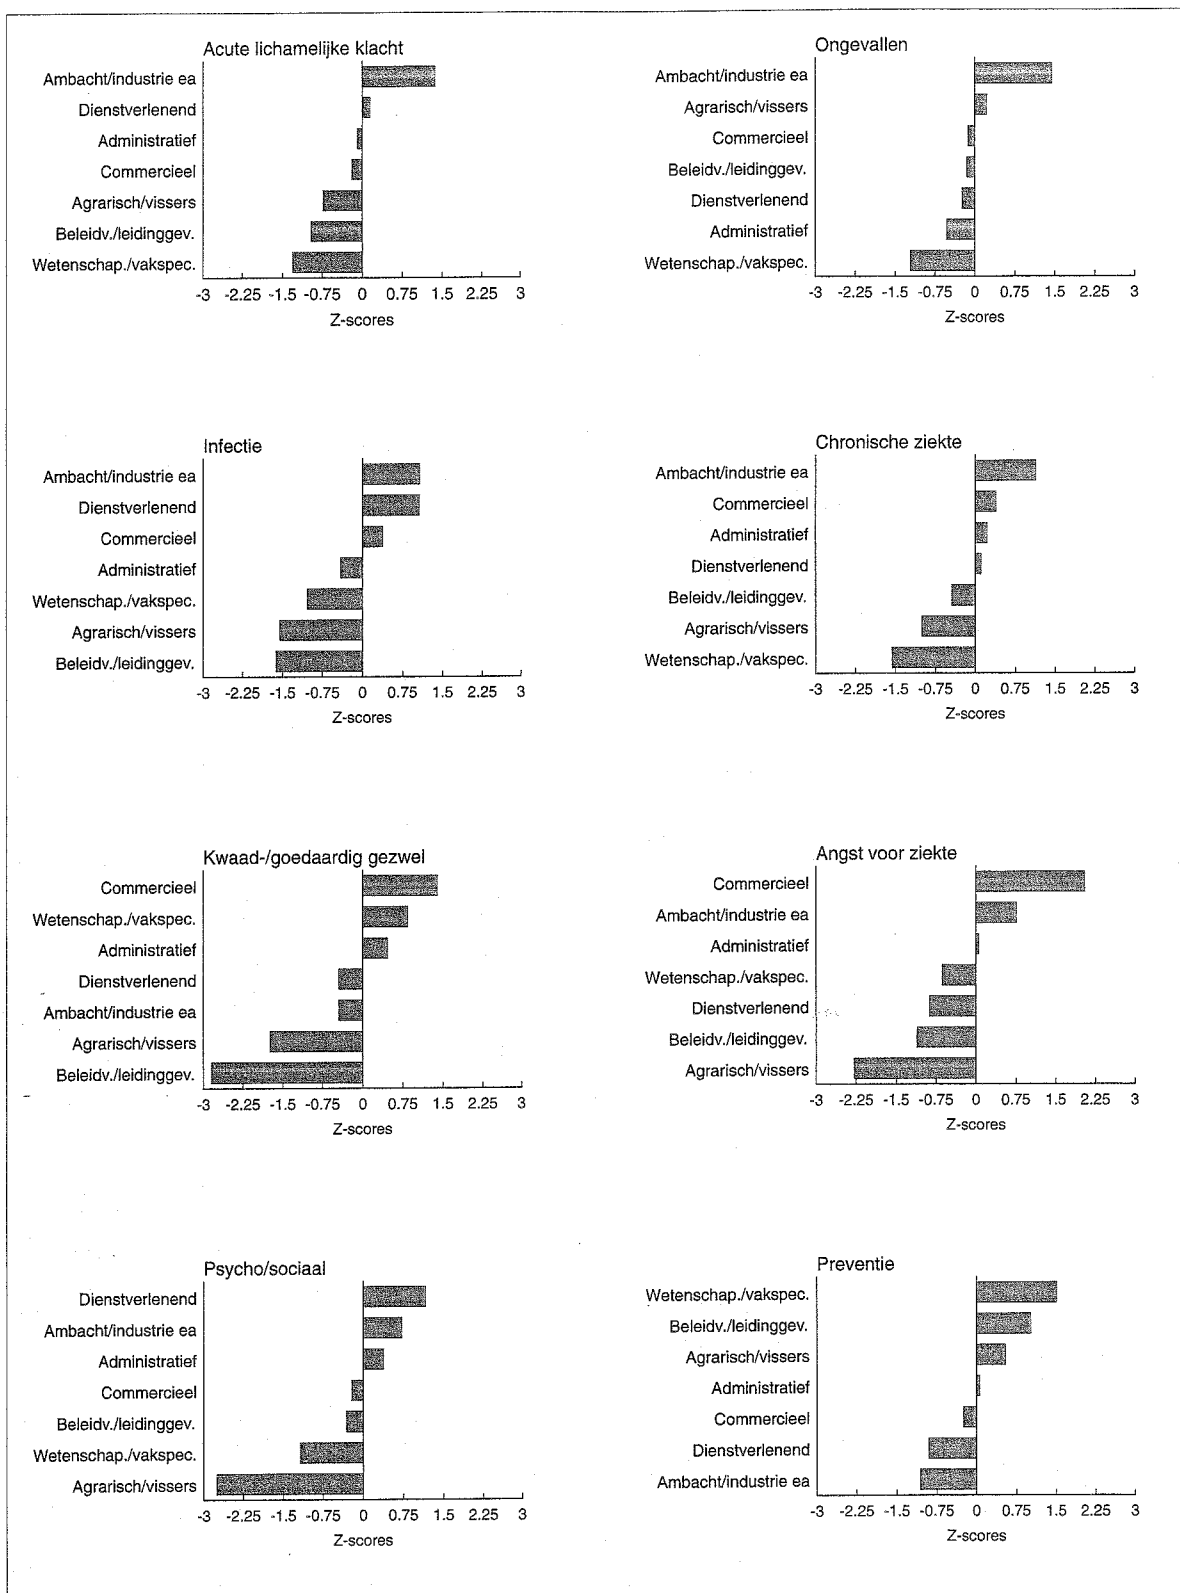 Acute lichamelijke klacht
Ambacht/industrie ea
Dienstverlenend
Administratief
Commercieel
Agrarisch/vissers
Beleidv./leidinggev.
Wetenschap./vakspec.
-3 -2.25 -1.5 -0.75 0 0.75 1.5 2.25 3
Z-scores
Ongevallen
Ambacht/industrie ea
Agrarisch/vissers
Commercieel
Beleidv./leidinggev.
Dienstverlenend
Administratief
Wetenschap./vakspec.
-3 -2.25 -1.5 -0.75 0 0.75 1.5 2.25 3
Z-scores
Infectie
Ambacht/industrie ea
Dienstverlenend
Commercieel
Administratief
Wetenschap./vakspec.
Agrarisch/vissers
Beleidv./leidinggev.
-3 -2.25 -1.5 -0.75 0 0.75 1.5 2.25 3
Z-scores
Chronische ziekte
Ambacht/industrie ea
Commercieel
Administratief
Dienstverlenend
Beleidv./leidinggev.
Agrarisch/vissers
Wetenschap./vakspec.
-3 -2.25 -1.5 -0.75 0 0.75 1.5 2.25 3
Z-scores
Kwaad-/goedaardig gezwel
Commercieel
Wetenschap./vakspec.
Administratief
Dienstverlenend
Ambacht/industrie ea
Agrarisch/vissers
Beleidv./leidinggev.
-3 -2.25 -1.5 -0.75 0 0.75 1.5 2.25 3
Z-scores
Angst voor ziekte
Commercieel
Ambacht/industrie ea
Administratief
Wetenschap./vakspec.
Dienstverlenend
Beleidv./leidinggev.
Agrarisch/vissers
-3 -2.25 -1.5 -0.75 0 0.75 1.5 2.25 3
Z-scores
Psycho/sociaal
Dienstverlenend
Ambacht/industrie ea
Administratief
Commercieel
Beleidv./leidinggev.
Wetenschap./vakspec.
Agrarisch/vissers
-3 -2.25 -1.5 -0.75 0 0.75 1.5 2.25 3
Z-scores
Preventie
Wetenschap./vakspec.
Beleidv./leidinggev.
Agrarisch/vissers
Administratief
Commercieel
Dienstverlenend
Ambacht/industrie ea
-3 -2.25 -1.5 -0.75 0 0.75 1.5 2.25 3
Z-scores